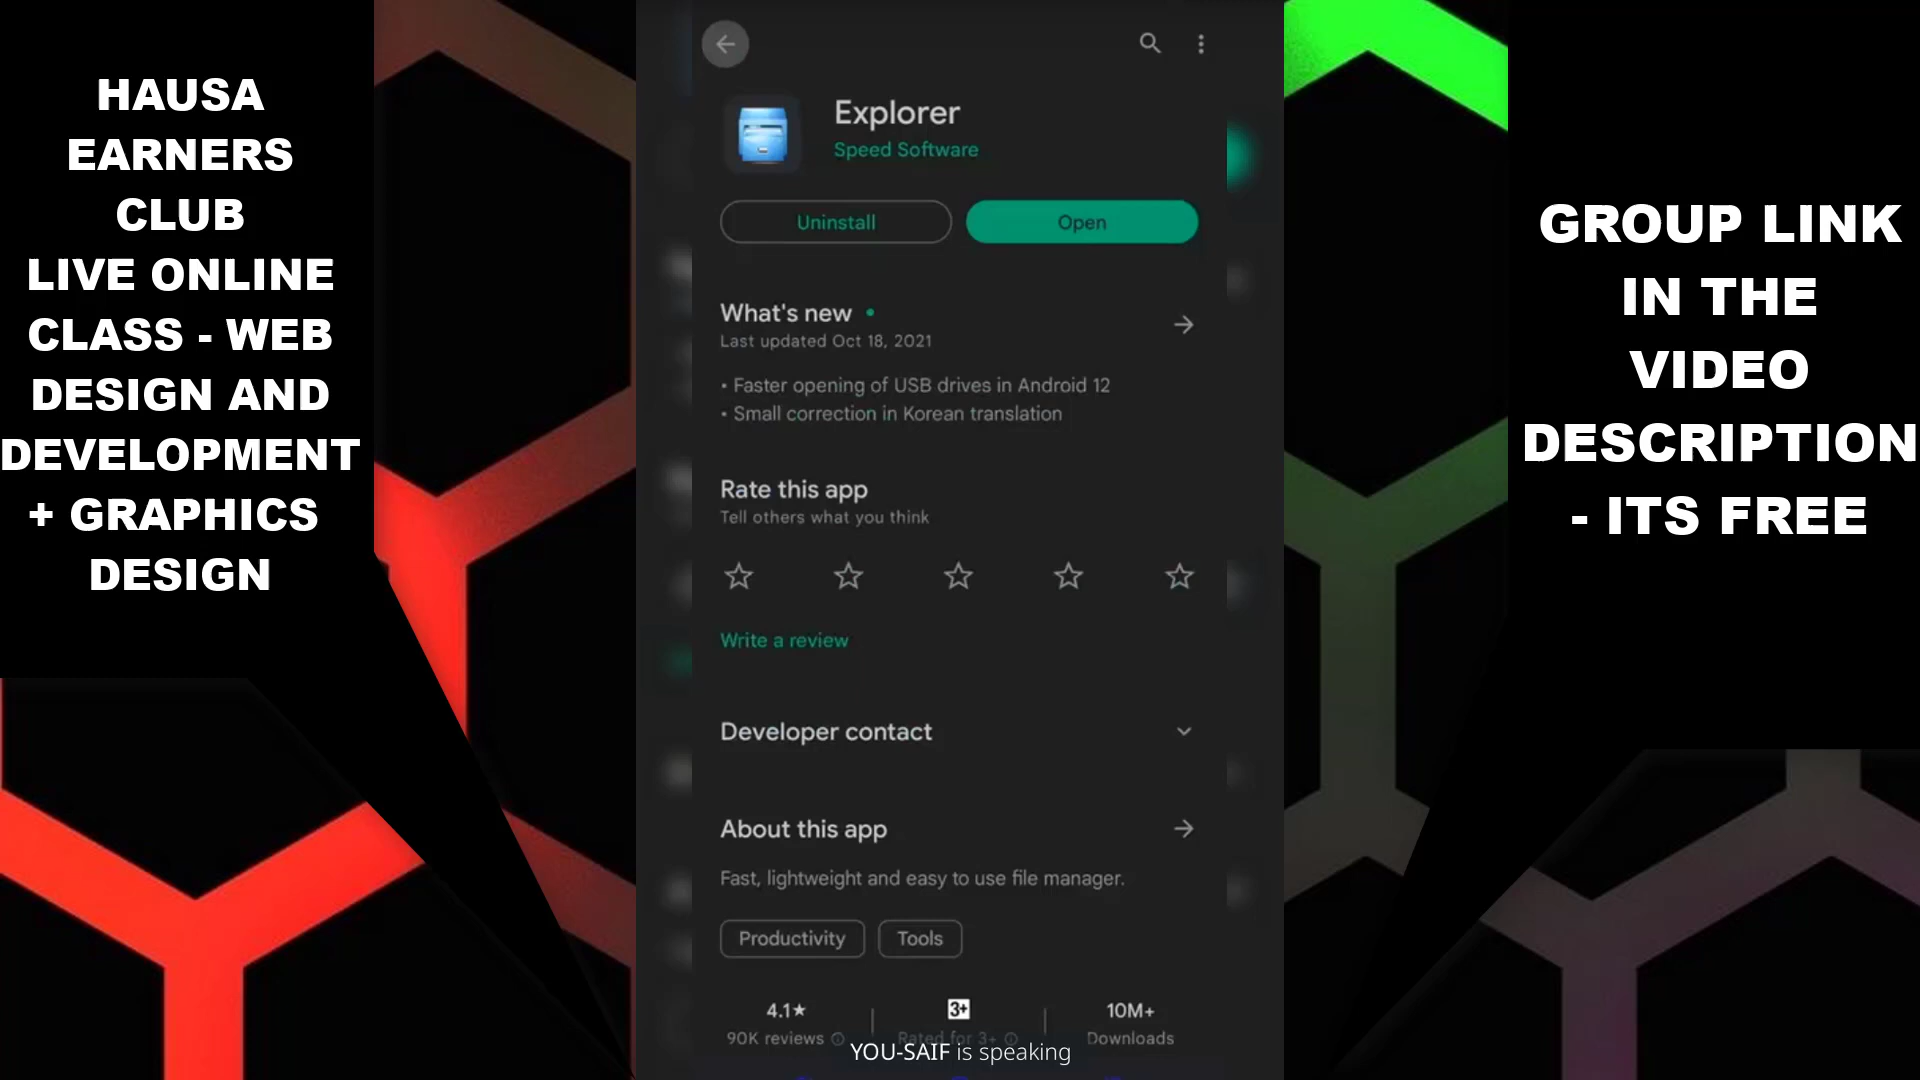 HAUSA
EARNERS
CLUB
LIVE ONLINE
CLASS - WEB
DESIGN AND
DEVELOPMENT
+ GRAPHICS
DESIGN
Explorer
Speed Software
Uninstall
Open
What's new
Last updated Oct 18, 2021
• Faster opening of USB drives in Android 12
• Small correction in Korean translation
Rate this app
Tell others what you think
Write a review
Developer contact
About this app
Fast, lightweight and easy to use file manager.
Productivity
Tools
4.1★
3+
10M+
90K reviews
Rated for 3+
Downloads
YOU-SAIF is speaking
GROUP LINK
IN THE
VIDEO
DESCRIPTION
- ITS FREE